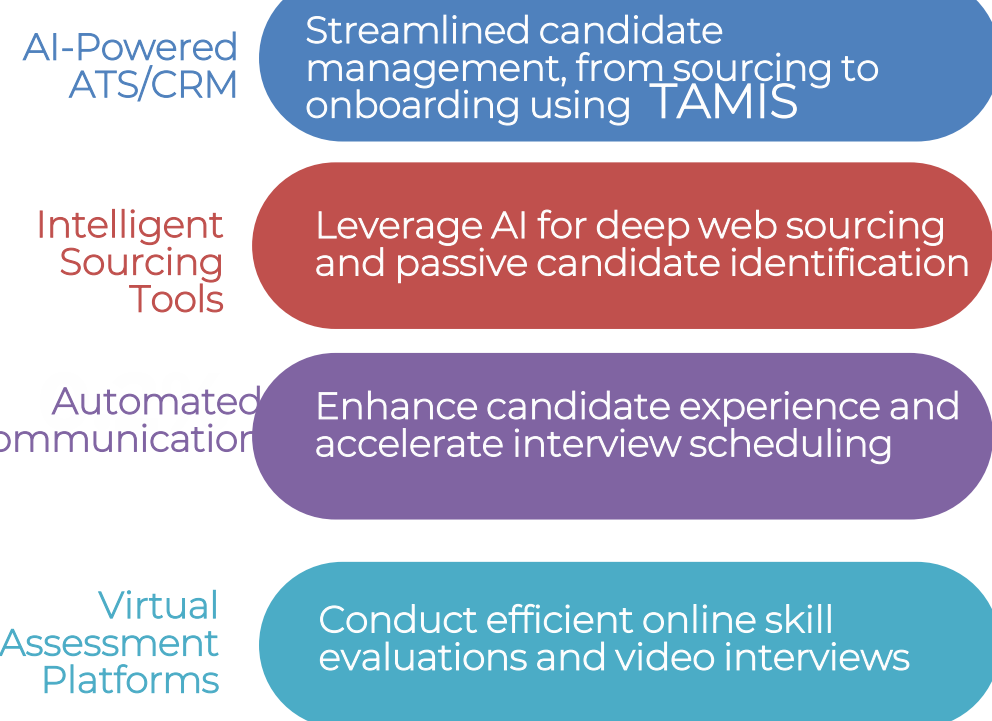 AI-Powered
ATS/CRM
Streamlined candidate
management, from sourcing to
onboarding using TAMIS
Intelligent
Sourcing
Tools
Leverage AI for deep web sourcing
and passive candidate identification
Automated
ommunication
Enhance candidate experience and
accelerate interview scheduling
Virtual
Assessment
Platforms
Conduct efficient online skill
evaluations and video interviews